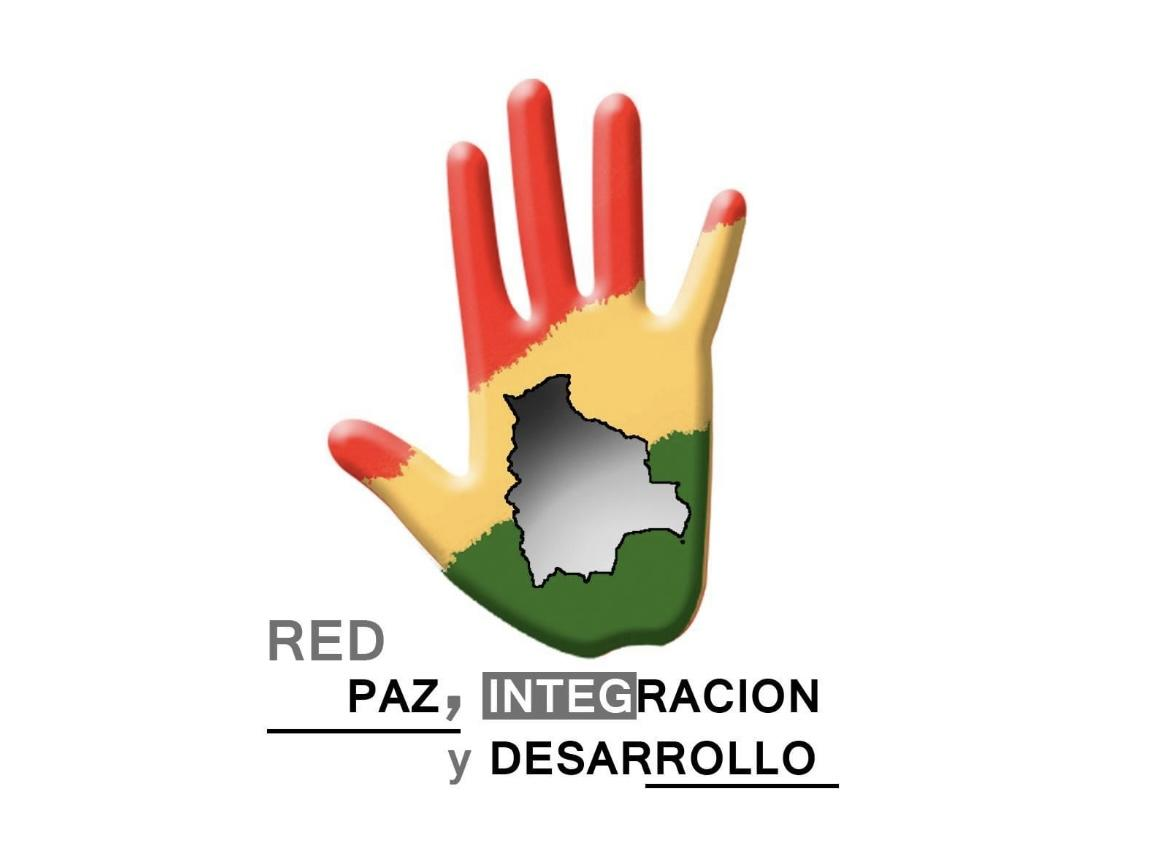 RED
PAZ, INTEGRACION
y DESARROLLO